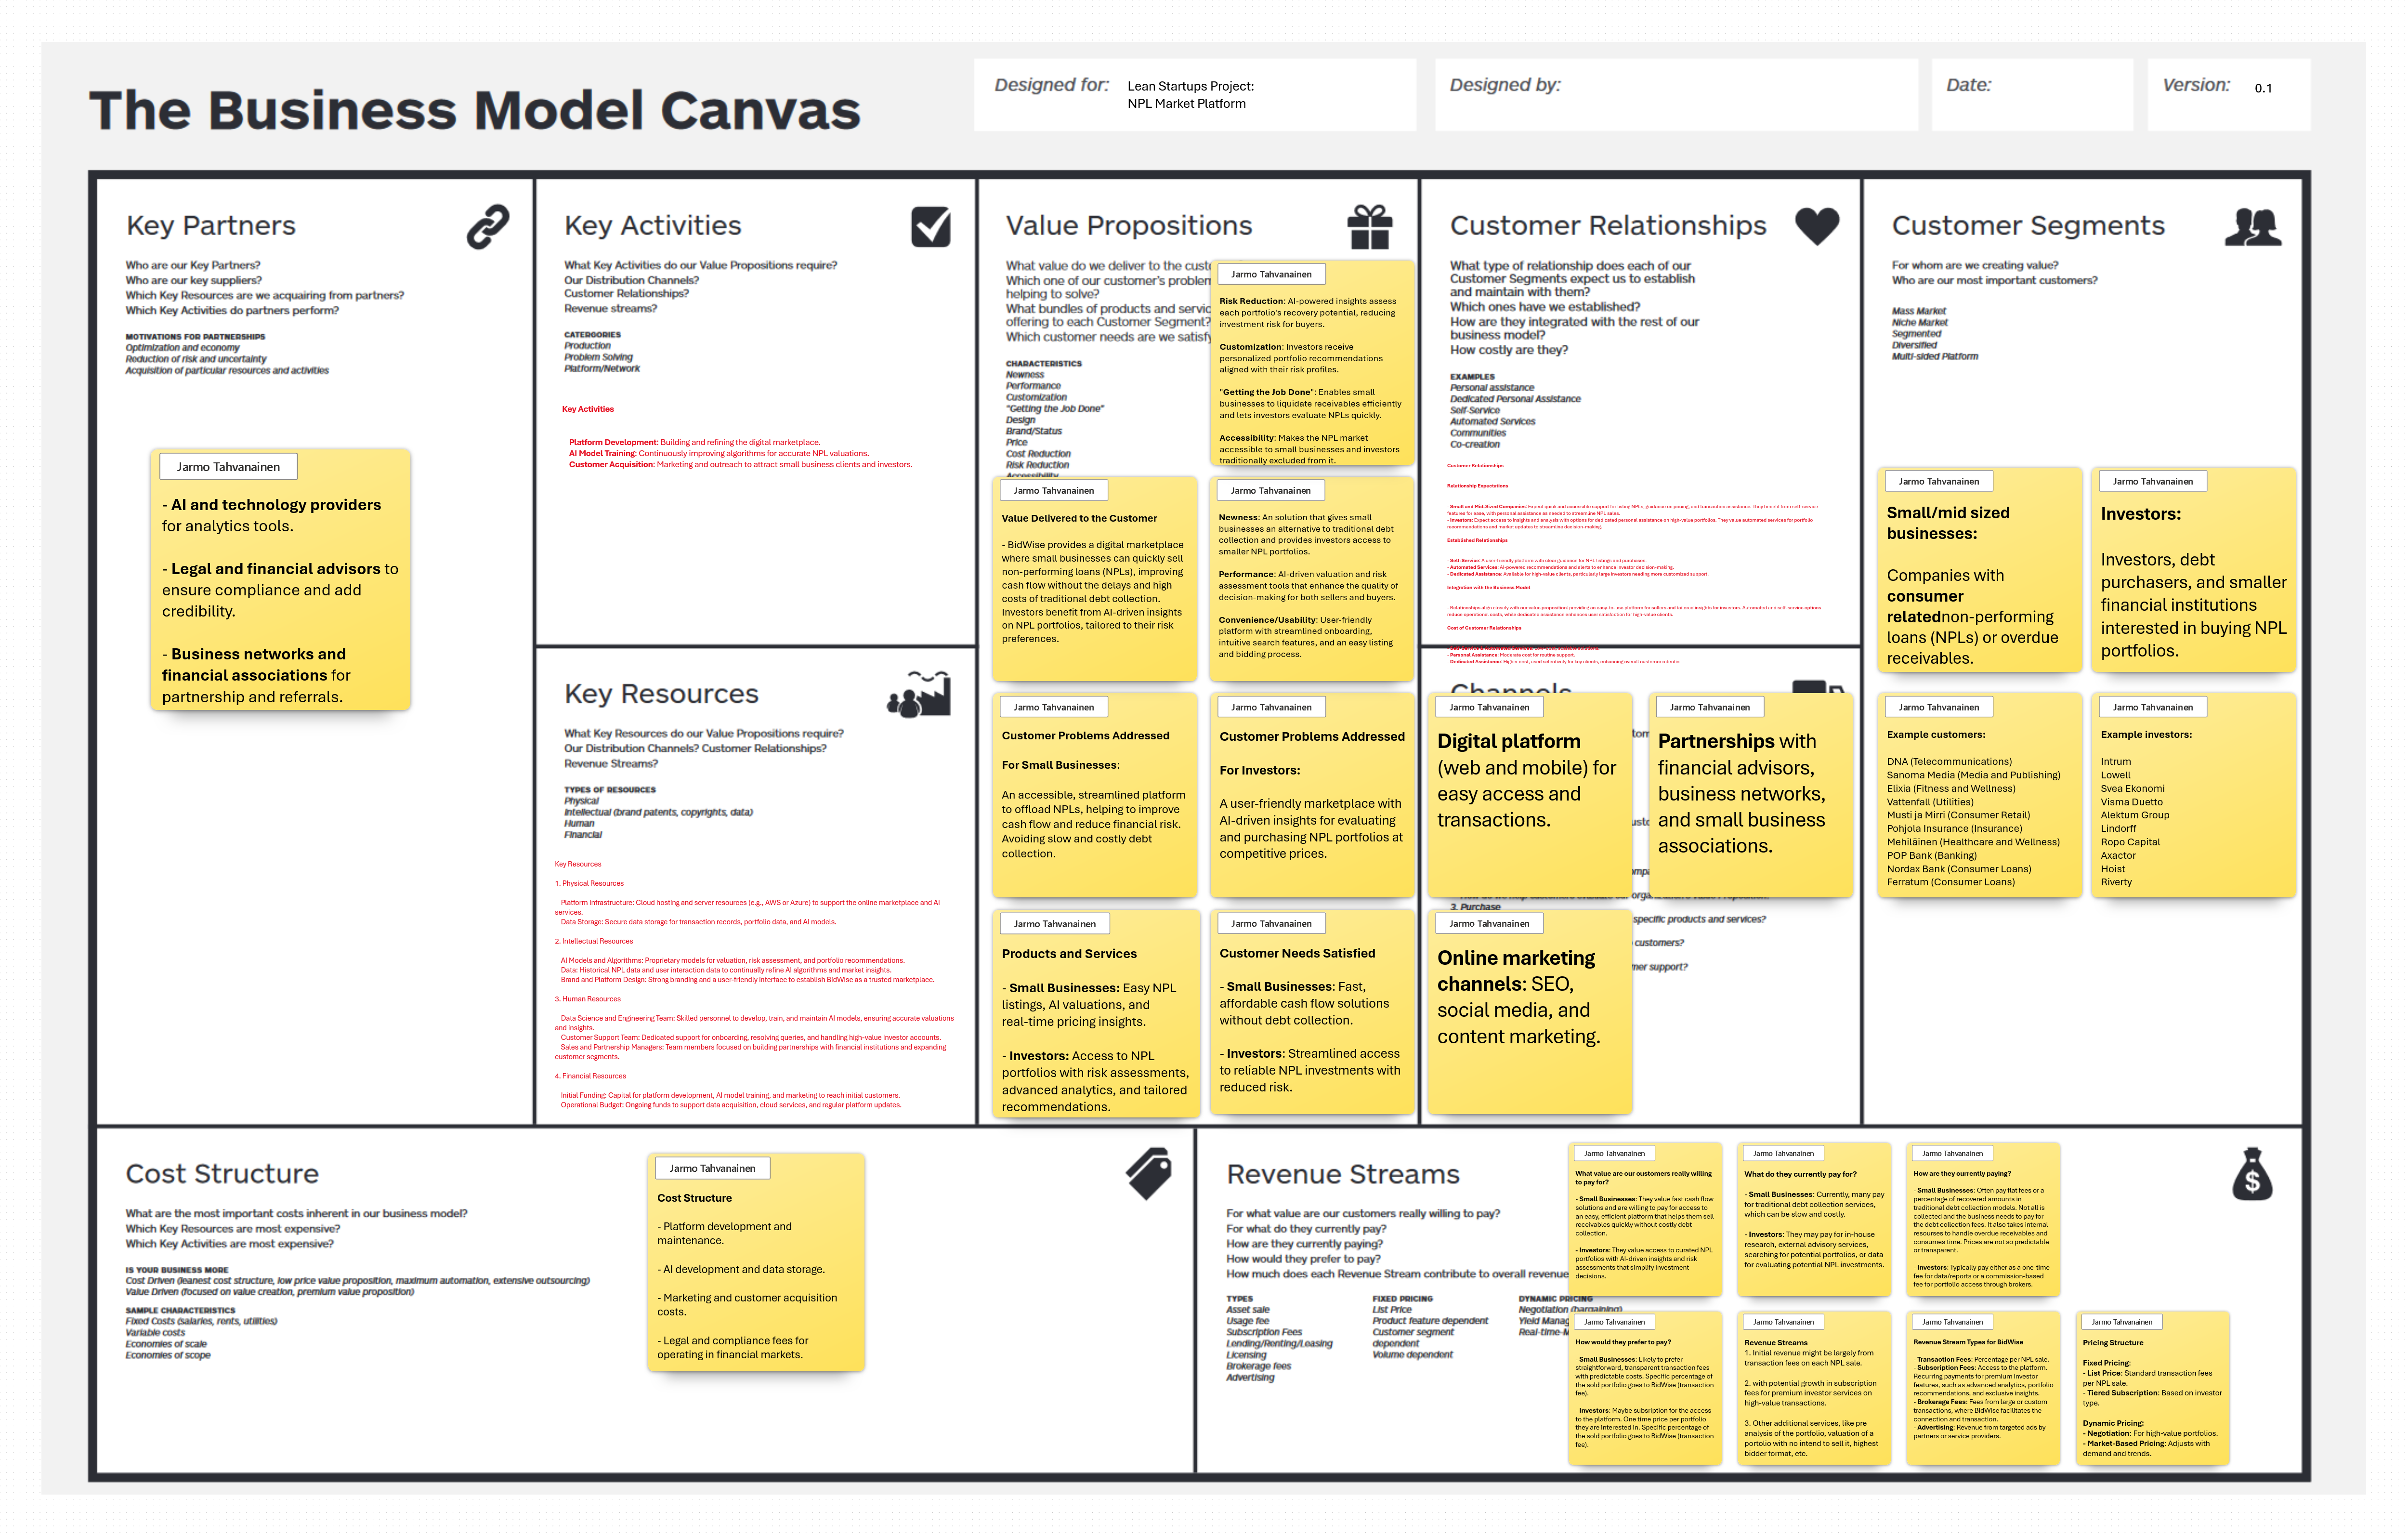 The Business Model Canvas
Designed for:
Lean Startups Project:
NPL Market Platform
Designed by:
Date:
Version:
0.1
Key Partners
Who are our Key Partners?
Who are our key suppliers?
Which Key Resources are we acquairing from partners?
Which Key Activities do partners perform?
MOTIVATIONS FOR PARTNERSHIPS
Optimization and economy
Reduction of risk and uncertainty
Acquisition of particular resources and activities
Jarmo Tahvanainen
- AI and technology providers
for analytics tools.
- Legal and financial advisors to
ensure compliance and add
credibility.
- Business networks and
financial associations for
partnership and referrals.
Key Activities
What Key Activities do our Value Propositions require?
Our Distribution Channels?
Customer Relationships?
Revenue streams?
CATERGORIES
Production
Problem Solving
Platform/Network
Key Activities
Platform Development: Building and refining the digital marketplace.
AI Model Training: Continuously improving algorithms for accurate NPL valuations.
Customer Acquisition: Marketing and outreach to attract small business clients and investors.
Key Resources
What Key Resources do our Value Propositions require?
Our Distribution Channels? Customer Relationships?
Revenue Streams?
TYPES OF RESOURCES
Physical
Intellectual (brand patents, copyrights, data)
Human
Financial
Key Resources
1. Physical Resources
Platform Infrastructure: Cloud hosting and server resources (e.g., AWS or Azure) to support the online marketplace and AI
services.
Data Storage: Secure data storage for transaction records, portfolio data, and AI models.
2. Intellectual Resources
AI Models and Algorithms: Proprietary models for valuation, risk assessment, and portfolio recommendations.
Data: Historical NPL data and user interaction data to continually refine AI algorithms and market insights.
Brand and Platform Design: Strong branding and a user-friendly interface to establish BidWise as a trusted marketplace.
3. Human Resources
Data Science and Engineering Team: Skilled personnel to develop, train, and maintain AI models, ensuring accurate valuations
and insights.
Customer Support Team: Dedicated support for onboarding, resolving queries, and handling high-value investor accounts.
Sales and Partnership Managers: Team members focused on building partnerships with financial institutions and expanding
customer segments.
4. Financial Resources
Initial Funding: Capital for platform development, AI model training, and marketing to reach initial customers.
Operational Budget: Ongoing funds to support data acquisition, cloud services, and regular platform updates.
Value Propositions
What value do we deliver to the
Which one of our customer's
helping to solve?
What bundles of products and
offering to each Customer Segment?
Which customer needs are we
CHARACTERISTICS
Newness
Performance
Customization
"Getting the Job Done"
Design
Brand/Status
Price
Cost Reduction
Risk Reduction
Jarmo Tahvanainen
Risk Reduction: AI-powered insights assess
each portfolio's recovery potential, reducing
investment risk for buyers.
Customization: Investors receive
personalized portfolio recommendations
aligned with their risk profiles.
"Getting the Job Done": Enables small
businesses to liquidate receivables efficiently
and lets investors evaluate NPLs quickly.
Accessibility: Makes the NPL market
accessible to small businesses and investors
traditionally excluded from it.
Jarmo Tahvanainen
Value Delivered to the Customer
- BidWise provides a digital marketplace
where small businesses can quickly sell
non-performing loans (NPLs), improving
cash flow without the delays and high
costs of traditional debt collection.
Investors benefit from AI-driven insights
on NPL portfolios, tailored to their risk
preferences.
Jarmo Tahvanainen
Newness: An solution that gives small
businesses an alternative to traditional debt
collection and provides investors access to
smaller NPL portfolios.
Performance: AI-driven valuation and risk
assessment tools that enhance the quality of
decision-making for both sellers and buyers.
Convenience/Usability: User-friendly
platform with streamlined onboarding,
intuitive search features, and an easy listing
and bidding process.
Jarmo Tahvanainen
Customer Problems Addressed
For Small Businesses:
An accessible, streamlined platform
to offload NPLs, helping to improve
cash flow and reduce financial risk.
Avoiding slow and costly debt
collection.
Jarmo Tahvanainen
Customer Problems Addressed
For Investors:
A user-friendly marketplace with
AI-driven insights for evaluating
and purchasing NPL portfolios at
competitive prices.
Jarmo Tahvanainen
Products and Services
- Small Businesses: Easy NPL
listings, AI valuations, and
real-time pricing insights.
- Investors: Access to NPL
portfolios with risk assessments,
advanced analytics, and tailored
recommendations.
Jarmo Tahvanainen
Customer Needs Satisfied
- Small Businesses: Fast,
affordable cash flow solutions
without debt collection.
- Investors: Streamlined access
to reliable NPL investments with
reduced risk.
Customer Relationships
What type of relationship does each of our
Customer Segments expect us to establish
and maintain with them?
Which ones have we established?
How are they integrated with the rest of our
business model?
How costly are they?
EXAMPLES
Personal assistance
Dedicated Personal Assistance
Self-Service
Automated Services
Communities
Co-creation
Customer Relationships
Relationship Expectations
- Small and Mid-Sized Companies: Expect quick and accessible support for listing NPLs, guidance on pricing, and transaction assistance. They benefit from self-service
features for ease, with personal assistance as needed to streamline NPL sales.
- Investors: Expect access to insights and analysis with options for dedicated personal assistance on high-value portfolios. They value automated services for portfolio
recommendations and market updates to streamline decision-making.
Established Relationships
- Self-Service: A user-friendly platform with clear guidance for NPL listings and purchases.
- Automated Services: AI-powered recommendations and alerts to enhance investor decision-making.
- Dedicated Assistance: Available for high-value clients, particularly large investors needing more customized support.
Integration with the Business Model
- Relationships align closely with our value proposition; providing an easy-to-use platform for sellers and tailored insights for investors. Automated and self-service options
reduce operational costs, while dedicated assistance enhances user satisfaction for high-value clients.
Cost of Customer Relationships
- Personal Assistance: Moderate cost for routine support.
- Dedicated Assistance: Higher cost, used selectively for key clients, enhancing overall customer retentio
Channels
Jarmo Tahvanainen
Digital platform
(web and mobile) for
easy access and
transactions.
Jarmo Tahvanainen
Partnerships with
financial advisors,
business networks,
and small business
associations.
3. Purchase
specific products and services?
customers?
support?
Jarmo Tahvanainen
Online marketing
channels: SEO,
social media, and
content marketing.
Customer Segments
For whom are we creating value?
Who are our most important customers?
Mass Market
Niche Market
Segmented
Diversified
Multi-sided Platform
Jarmo Tahvanainen
Small/mid sized
businesses:
Companies with
consumer
relatednon-performing
loans (NPLs) or overdue
receivables.
Jarmo Tahvanainen
Investors:
Investors, debt
purchasers, and smaller
financial institutions
interested in buying NPL
portfolios.
Jarmo Tahvanainen
Example customers:
DNA (Telecommunications)
Sanoma Media (Media and Publishing)
Elixia (Fitness and Wellness)
Vattenfall (Utilities)
Musti ja Mirri (Consumer Retail)
Pohjola Insurance (Insurance)
Mehiläinen (Healthcare and Wellness)
POP Bank (Banking)
Nordax Bank (Consumer Loans)
Ferratum (Consumer Loans)
Jarmo Tahvanainen
Example investors:
Intrum
Lowell
Svea Ekonomi
Visma Duetto
Alektum Group
Lindorff
Ropo Capital
Axactor
Hoist
Riverty
Cost Structure
What are the most important costs inherent in our business model?
Which Key Resources are most expensive?
Which Key Activities are most expensive?
IS YOUR BUSINESS MORE
Cost Driven (leanest cost structure, low price value proposition, maximum automation, extensive outsourcing)
Value Driven (focused on value creation, premium value proposition)
SAMPLE CHARACTERISTICS
Fixed Costs (salaries, rents, utilities)
Variable costs
Economies of scale
Economies of scope
Jarmo Tahvanainen
Cost Structure
- Platform development and
maintenance.
- AI development and data storage.
- Marketing and customer acquisition
costs.
- Legal and compliance fees for
operating in financial markets.
Revenue Streams
For what value are our customers really willing to pay?
For what do they currently pay?
How are they currently paying?
How would they prefer to pay?
How much does each Revenue Stream contribute to overall revenue
TYPES
Asset sale
Usage fee
Subscription Fees
Lending/Renting/Leasing
Licensing
Brokerage fees
Advertising
FIXED PRICING
List Price
Product feature dependent
Customer segment
dependent
Volume dependent
DYNAMIC PRICING
Negotiation (bargaining)
Yield
Jarmo Tahvanainen
What value are our customers really willing
to pay for?
- Small Businesses: They value fast cash flow
solutions and are willing to pay for access to
an easy, efficient platform that helps them sell
receivables quickly without costly debt
collection.
- Investors: They value access to curated NPL
portfolios with AI-driven insights and risk
assessments that simplify investment
decisions.
Jarmo Tahvanainen
What do they currently pay for?
- Small Businesses: Currently, many pay
for traditional debt collection services,
which can be slow and costly.
- Investors: They may pay for in-house
research, external advisory services,
searching for potential portfolios, or data
for evaluating potential NPL investments.
Jarmo Tahvanainen
How are they currently paying?
- Small Businesses: Often pay flat fees or a
percentage of recovered amounts in
traditional debt collection models. Not all is
collected and the business needs to pay for
the debt collection fees. It also takes internal
resourses to handle overdue receivables and
consumes time. Prices are not so predictable
or transparent.
- Investors: Typically pay either as a one-time
fee for data/reports or a commission-based
fee for portfolio access through brokers.
Jarmo Tahvanainen
How would they prefer to pay?
- Small Businesses: Likely to prefer
straightforward, transparent transaction fees
with predictable costs. Specific percentage of
the sold portfolio goes to BidWise (transaction
fee).
- Investors: Maybe subsription for the access
to the platform. One time price per portfolio
they are interested in. Specific percentage of
the sold portfolio goes to BidWise (transaction
fee).
Jarmo Tahvanainen
Revenue Streams
1. Initial revenue might be largely from
transaction fees on each NPL sale.
2. with potential growth in subscription
fees for premium investor services on
high-value transactions.
3. Other additional services, like pre
analysis of the portfolio, valuation of a
portolio with no intend to sell it, highest
bidder format, etc.
Jarmo Tahvanainen
Revenue Stream Types for BidWise
- Transaction Fees: Percentage per NPL sale.
- Subscription Fees: Access to the platform.
Recurring payments for premium investor
features, such as advanced analytics, portfolio
recommendations, and exclusive insights.
- Brokerage Fees: Fees from large or custom
transactions, where BidWise facilitates the
connection and transaction.
- Advertising: Revenue from targeted ads by
partners or service providers.
Jarmo Tahvanainen
Pricing Structure
Fixed Pricing:
- List Price: Standard transaction fees
per NPL sale.
- Tiered Subscription: Based on investor
type.
Dynamic Pricing:
- Negotiation: For high-value portfolios.
- Market-Based Pricing: Adjusts with
demand and trends.